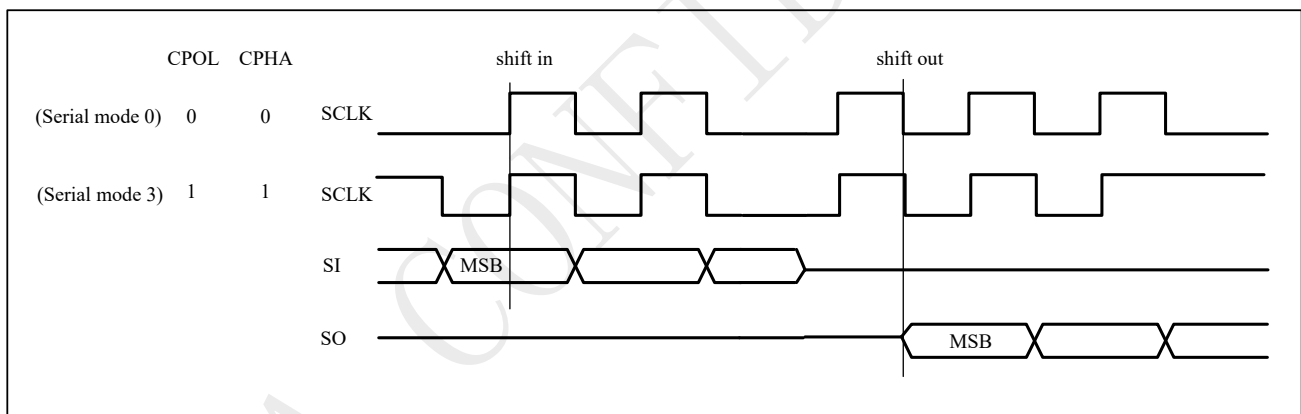 CPOL CPHA shift in shift out
(Serial mode 0) 0 0 SCLK
(Serial mode 3) 1 1 SCLK
SI MSB
SO MSB